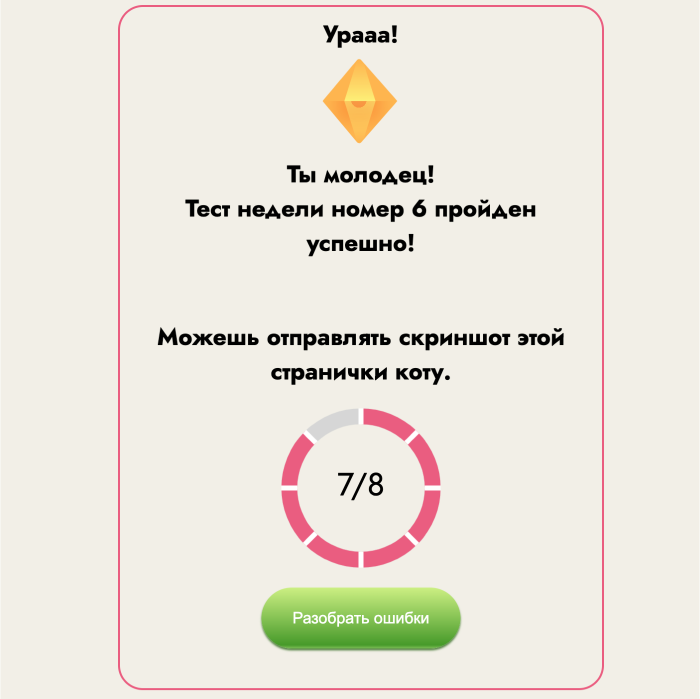 Урааа!
Ты молодец!
Тест недели номер 6 пройден
успешно!
Можешь отправлять скриншот этой
странички коту.
7/8
Разобрать ошибки